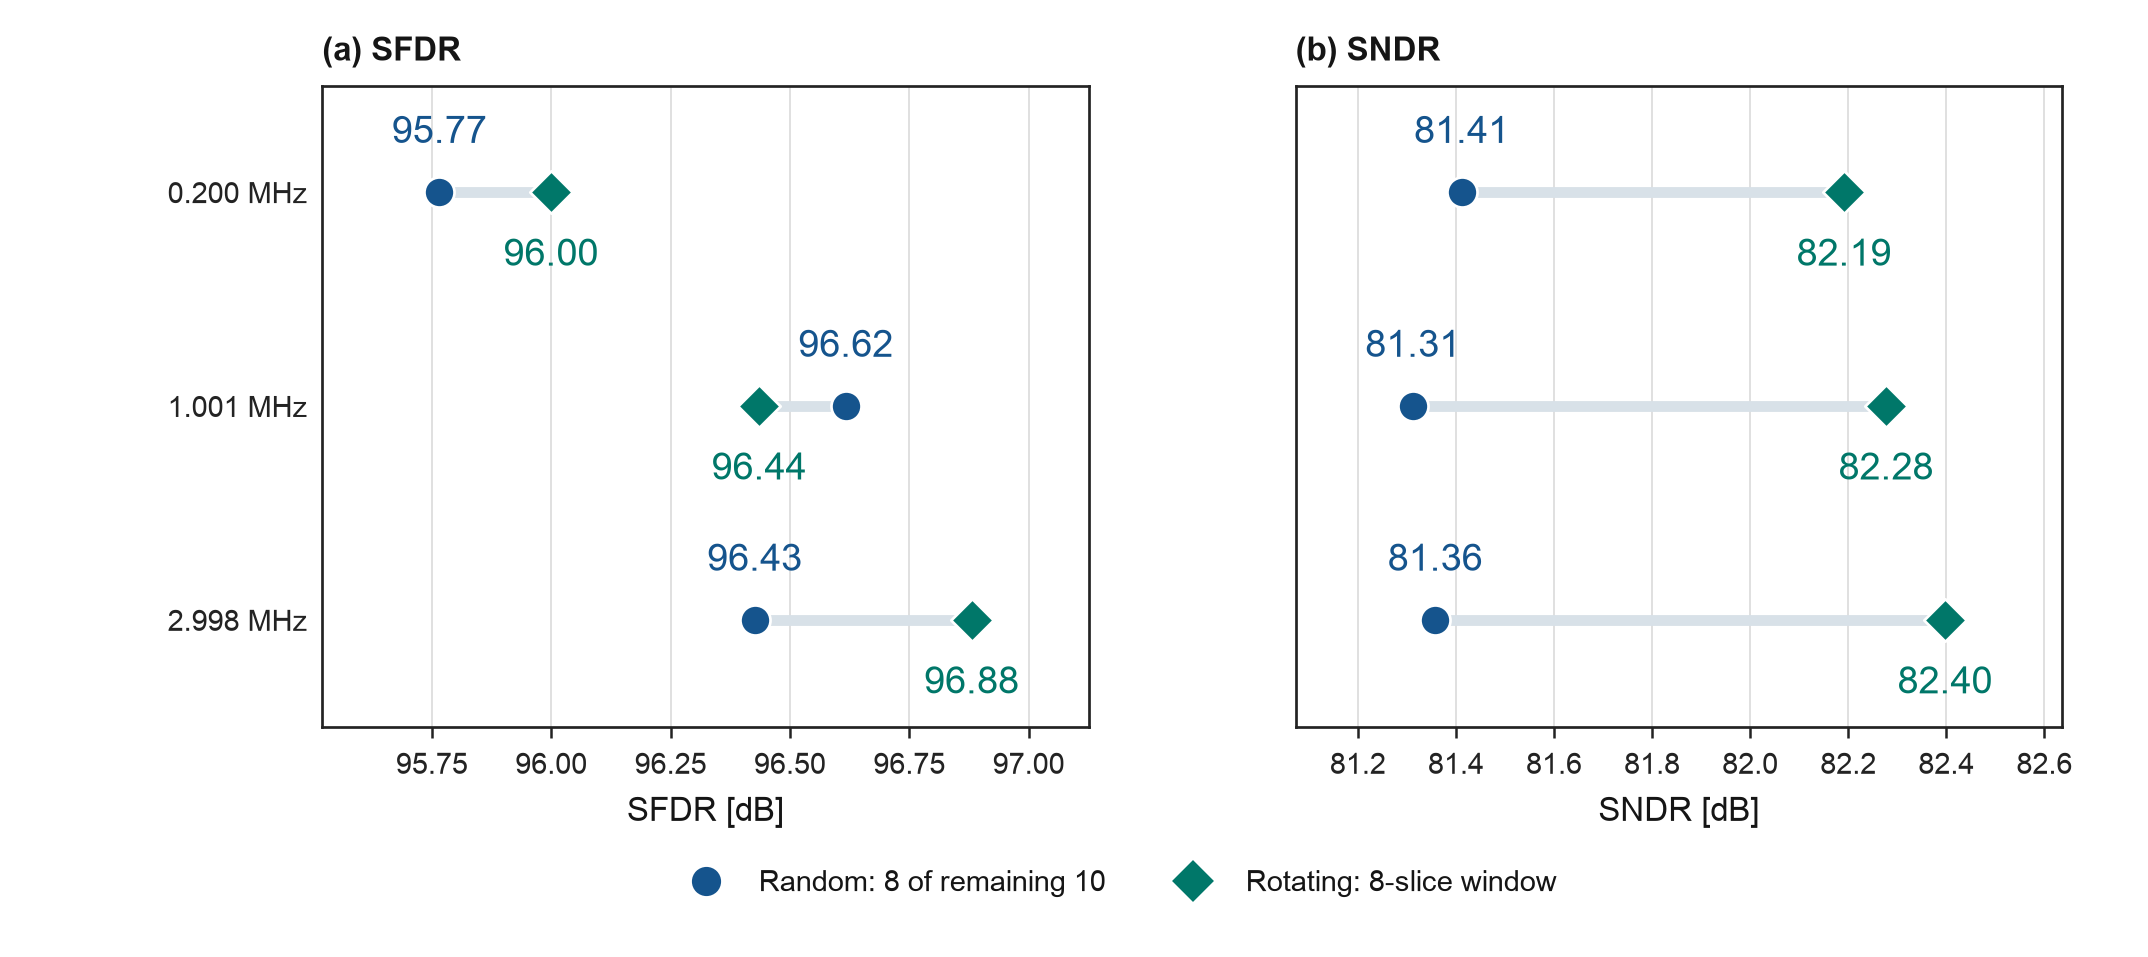 (a) SFDR
95.77
0.200 MHz
96.00
96.62
1.001 MHz
96.44
96.43
2.998 MHz
96.88
95.75 96.00 96.25 96.50 96.75 97.00
SFDR [dB]
(b) SNDR
81.41
82.19
81.31
82.28
81.36
82.40
81.2 81.4 81.6 81.8 82.0 82.2 82.4 82.6
SNDR [dB]
Random: 8 of remaining 10
Rotating: 8-slice window